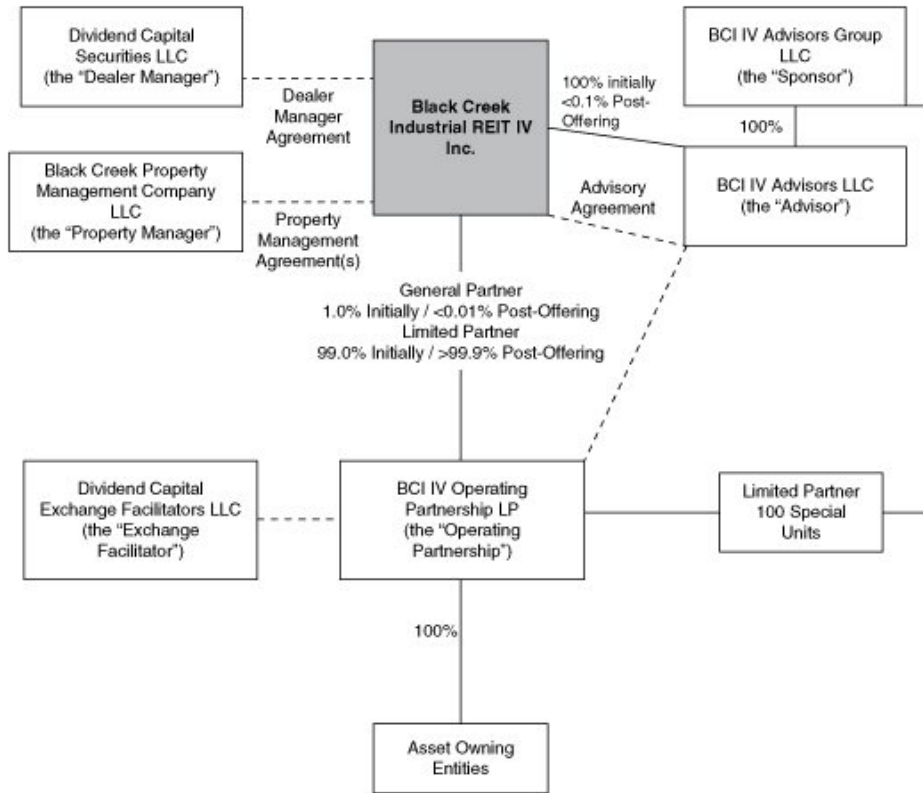 Dividend Capital
Securities LLC
(the “Dealer Manager”)
Dealer
Manager
Agreement
Black Creek
Industrial REIT IV
Inc.
100% initially
<0.1% Post-
Offering
BCI IV Advisors Group
LLC
(the “Sponsor”)
100%
Black Creek Property
Management Company
LLC
(the “Property Manager”)
Property
Management
Agreement(s)
Advisory
Agreement
BCI IV Advisors LLC
(the “Advisor”)
General Partner
1.0% Initially / <0.01% Post-Offering
Limited Partner
99.0% Initially / >99.9% Post-Offering
Dividend Capital
Exchange Facilitators LLC
(the “Exchange
Facilitator”)
BCI IV Operating
Partnership LP
(the “Operating
Partnership”)
Limited Partner
100 Special
Units
100%
Asset Owning
Entities